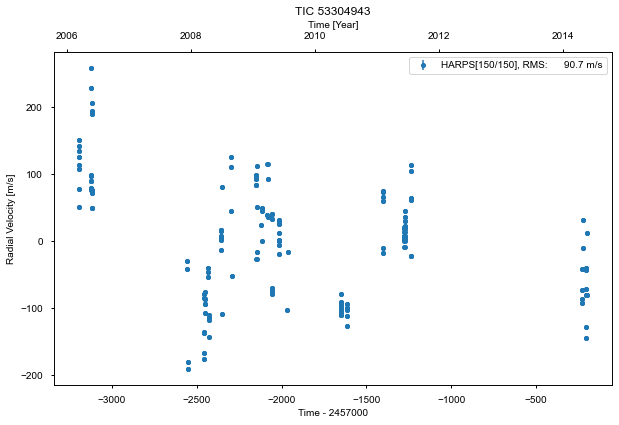 TIC 53304943
Time [Year]
2006 2008 2010 2012 2014
HARPS[150/150], RMS: 90.7 m/s
Radial Velocity [m/s]
200
100
0
−100
−200
−3000 −2500 −2000 −1500 −1000 −500
Time - 2457000